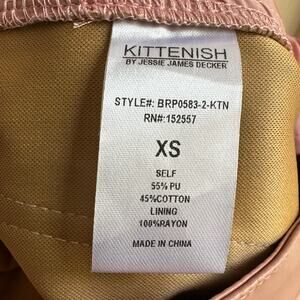 KITTENISH
BY JESSIE JAMES DECKER
STYLE#: BRP0583-2-KTN
RN#:152557
XS
SELF
55% PU
45%COTTON
LINING
100%RAYON
MADE IN CHINA